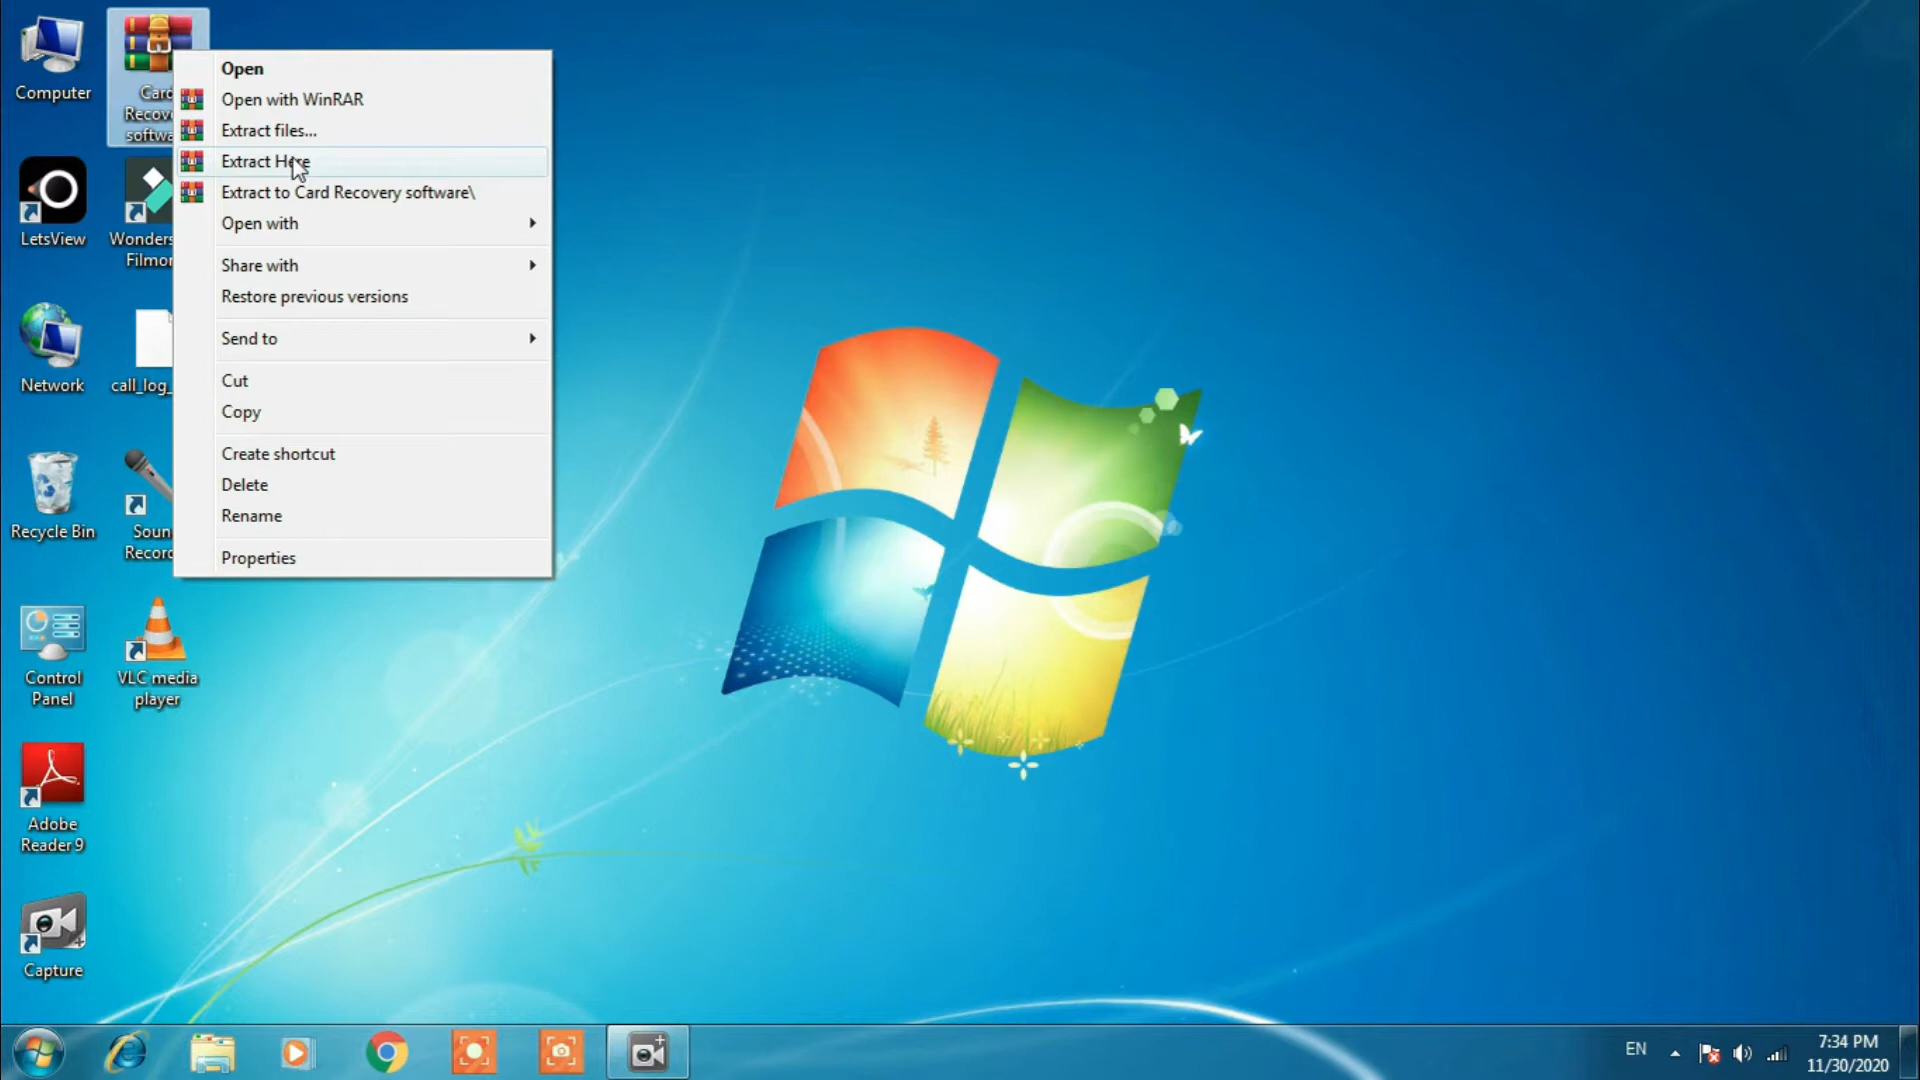 Computer
Card
Recov
softwa
Open
Open with WinRAR
Extract files...
Extract Here
Extract to Card Recovery software\
Open with
Share with
Restore previous versions
Send to
Cut
Copy
Create shortcut
Delete
Rename
Properties
LetsView
Wonders
Filmor
Network
call_log_
Recycle Bin
Soun
Recor
Control
Panel
VLC media
player
Adobe
Reader 9
Capture
EN
7:34 PM
11/30/2020